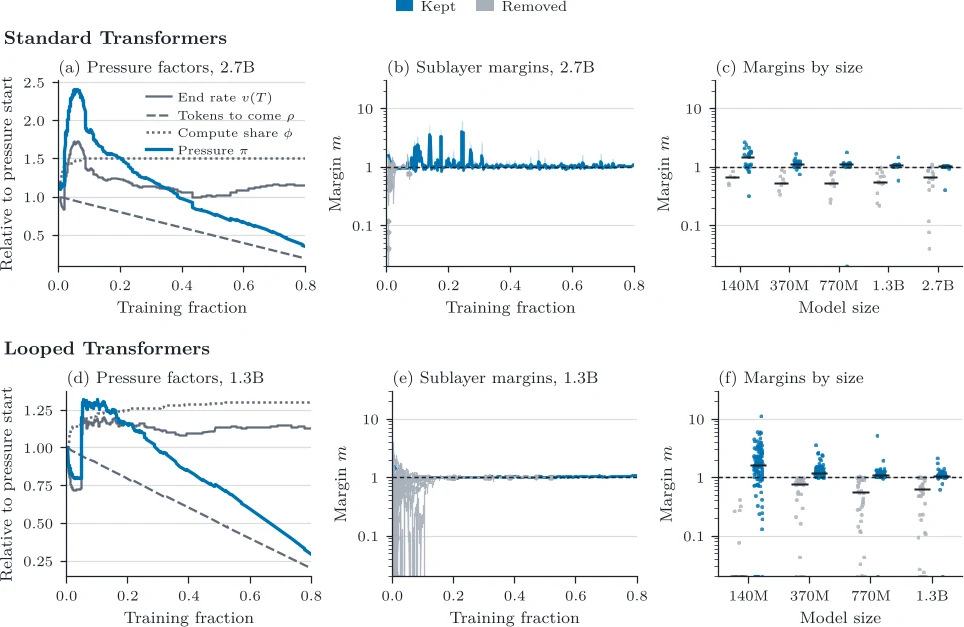 Kept Removed
Standard Transformers
(a) Pressure factors, 2.7B
Relative to pressure start
2.5
2.0
1.5
1.0
0.5
End rate v(T)
Tokens to come ρ
Compute share ϕ
Pressure π
0.0 0.2 0.4 0.6 0.8
Training fraction
(b) Sublayer margins, 2.7B
Margin m
10
1
0.1
0.0 0.2 0.4 0.6 0.8
Training fraction
(c) Margins by size
Margin m
10
1
0.1
140M 370M 770M 1.3B 2.7B
Model size
Looped Transformers
(d) Pressure factors, 1.3B
Relative to pressure start
1.25
1.00
0.75
0.50
0.25
0.0 0.2 0.4 0.6 0.8
Training fraction
(e) Sublayer margins, 1.3B
Margin m
10
1
0.1
0.0 0.2 0.4 0.6 0.8
Training fraction
(f) Margins by size
Margin m
10
1
0.1
140M 370M 770M 1.3B
Model size